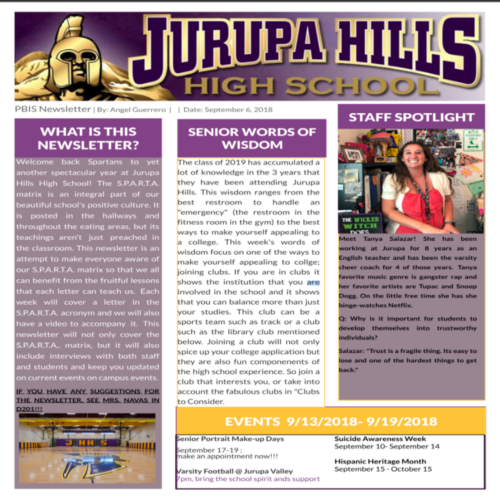 JURUPA HILLS
HIGH SCHOOL
PBIS Newsletter | By: Angel Guerrero | | Date: September 6, 2018
WHAT IS THIS
NEWSLETTER?
Welcome back Spartans to yet
another spectacular year at Jurupa
Hills High School! The S.P.A.R.T.A.
matrix is an integral part of our
beautiful school's positive culture. It
is posted in the hallways and
throughout the eating areas, but its
teachings aren't just preached in
the classroom. This newsletter is an
attempt to make everyone aware of
our S.P.A.R.T.A. matrix so that we all
can benefit from the fruitful lessons
that each letter can teach us. Each
week will cover a letter in the
S.P.A.R.T.A. acronym and we will also
have a video to accompany it. This
newsletter will not only cover the
S.P.A.R.T.A,. matrix, but it will also
include interviews with both staff
and students and keep you updated
on current events on campus events.
IF YOU HAVE ANY SUGGESTIONS FOR
THE NEWSLETTER, SEE MRS. NAVAS IN
D201!!!
JHHS
SENIOR WORDS OF
WISDOM
The class of 2019 has accumulated a
lot of knowledge in the 3 years that
they have been attending Jurupa
Hills. This wisdom ranges from the
best restroom to handle an
"emergency" (the restroom in the
fitness room in the gym) to the best
ways to make yourself appealing to
a college. This week's words of
wisdom focus on one of the ways to
make yourself appealing to collge;
joining clubs. If you are in clubs it
shows the institution that you are
involved in the school and it shows
that you can balance more than just
your studies. This club can be a
sports team such as track or a club
such as the library club mentioned
below. Joining a club will not only
spice up your college application but
they are also fun componenents of
the high school experience. So join a
club that interests you, or take into
account the fabulous clubs in "Clubs
to Consider.
STAFF SPOTLIGHT
THE WICKED
WITCH
DOES
Meet Tanya Salazar! She has been
working at Jurupa for 8 years as an
English teacher and has been the varsity
cheer coach for 4 of those years. Tanya
favorite music genre is gangster rap and
her favorite artists are Tupac and Snoop
Dogg. On the little free time she has she
binge-watches Netflix.
Q: Why is it important for students to
develop themselves into trustworthy
individuals?
Salazar: "Trust is a fragile thing, its easy to
lose and one of the hardest things to get
back."
EVENTS 9/13/2018- 9/19/2018
Senior Portrait Make-up Days
September 17-19 :
make an appointment now!!!
Varsity Football @ Jurupa Valley
7pm, bring the school spirit ands support
Suicide Awareness Week
September 10- September 14
Hispanic Heritage Month
September 15 - October 15